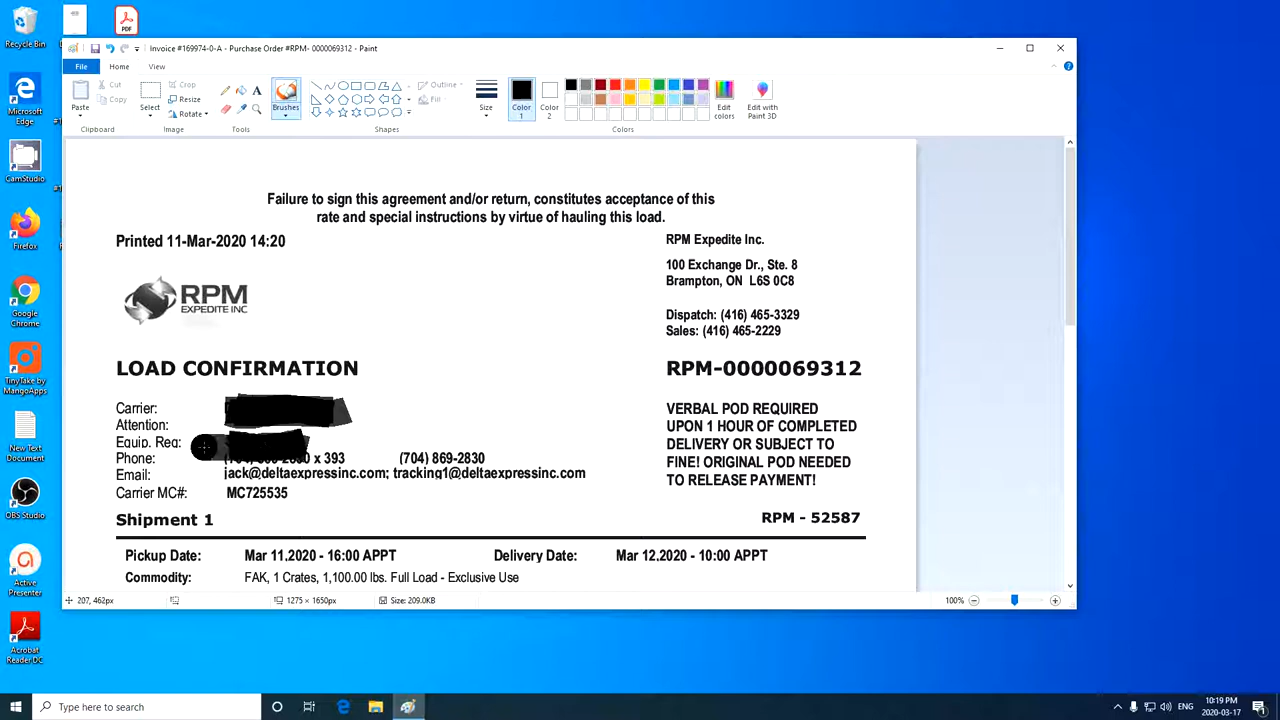 Invoice #169974-0-A - Purchase Order #RPM- 0000069312 - Paint
File Home View
Paste Cut Copy Clipboard
Select Crop Resize Rotate Image
Tools
Brushes
Outline Fill Shapes
Size
Color 1 Color 2 Edit colors Edit with Paint 3D Colors
Failure to sign this agreement and/or return, constitutes acceptance of this
rate and special instructions by virtue of hauling this load.
Printed 11-Mar-2020 14:20
RPM Expedite Inc.
100 Exchange Dr., Ste. 8
Brampton, ON L6S 0C8
RPM
EXPEDITE INC
Dispatch: (416) 465-3329
Sales: (416) 465-2229
LOAD CONFIRMATION
RPM-0000069312
Carrier:
Attention:
Equip. Req:
Phone: x 393 (704) 869-2830
Email: jack@deltaexpressinc.com; tracking1@deltaexpressinc.com
Carrier MC#: MC725535
VERBAL POD REQUIRED
UPON 1 HOUR OF COMPLETED
DELIVERY OR SUBJECT TO
FINE! ORIGINAL POD NEEDED
TO RELEASE PAYMENT!
Shipment 1
RPM - 52587
Pickup Date: Mar 11,2020 - 16:00 APPT Delivery Date: Mar 12,2020 - 10:00 APPT
Commodity: FAK, 1 Crates, 1,100.00 lbs. Full Load - Exclusive Use
207, 462px 1275 × 1650px Size: 209.0KB 100%
Recycle Bin
PDF
Microsoft Edge
CamStudio
Firefox
Google Chrome
TinyTake by MangoApps
New Text Document
OBS Studio
Active Presenter
Acrobat Reader DC
Type here to search
ENG
10:19 PM
2020-03-17